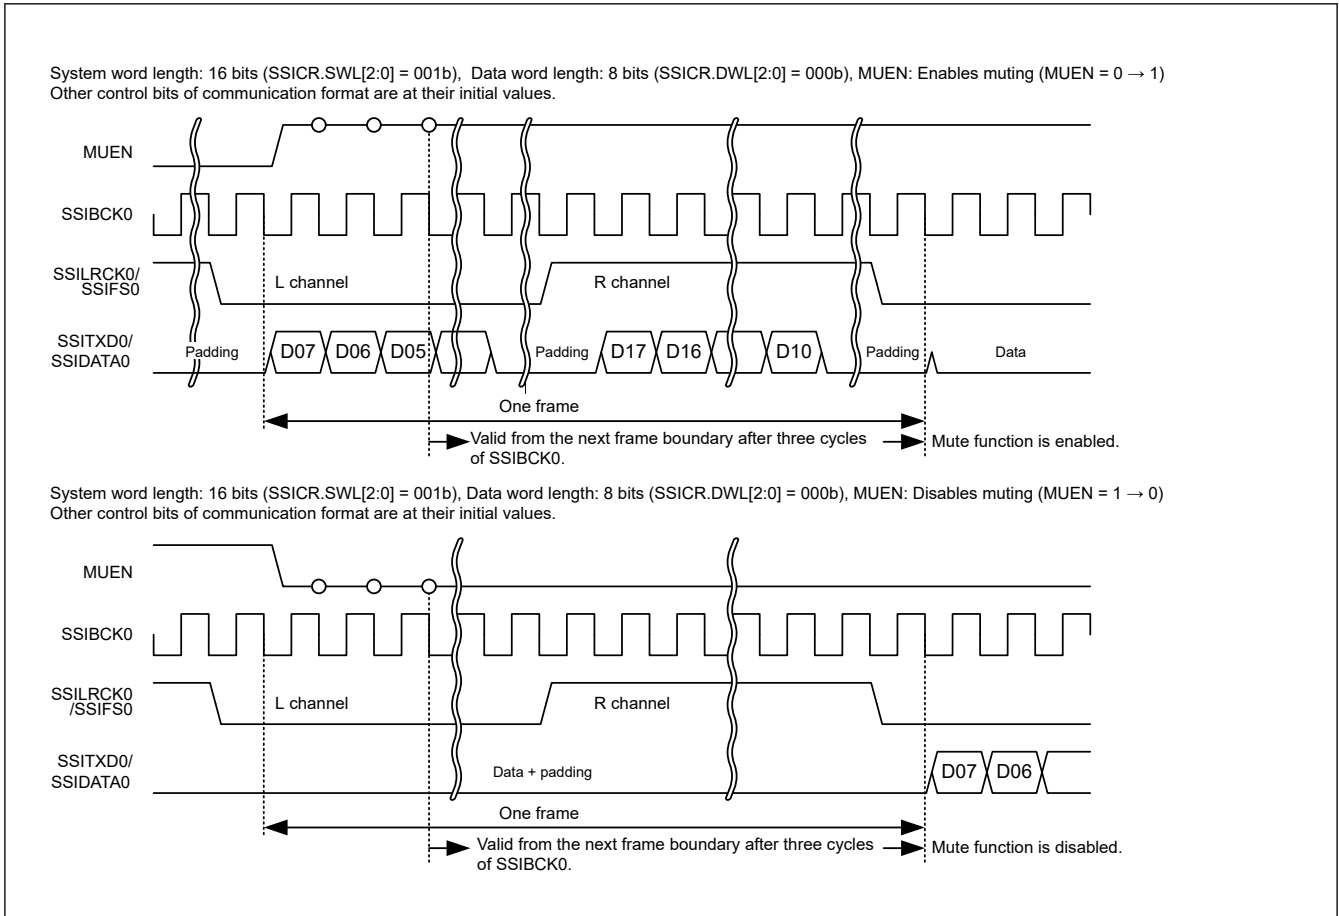 System word length: 16 bits (SSICR.SWL[2:0] = 001b), Data word length: 8 bits (SSICR.DWL[2:0] = 000b), MUEN: Enables muting (MUEN = 0 → 1)
Other control bits of communication format are at their initial values.
MUEN
SSIBCK0
SSILRCK0/
SSIFS0
L channel
R channel
SSITXD0/
SSIDATA0
Padding
D07
D06
D05
Padding
D17
D16
D10
Padding
Data
One frame
Valid from the next frame boundary after three cycles
of SSIBCK0.
Mute function is enabled.
System word length: 16 bits (SSICR.SWL[2:0] = 001b), Data word length: 8 bits (SSICR.DWL[2:0] = 000b), MUEN: Disables muting (MUEN = 1 → 0)
Other control bits of communication format are at their initial values.
MUEN
SSIBCK0
SSILRCK0
/SSIFS0
L channel
R channel
SSITXD0/
SSIDATA0
Data + padding
D07
D06
One frame
Valid from the next frame boundary after three cycles
of SSIBCK0.
Mute function is disabled.